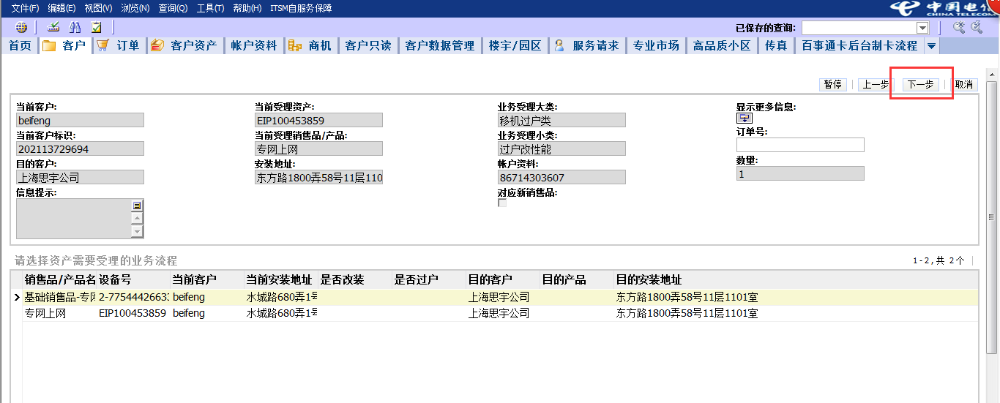 文件(F) 编辑(E) 视图(V) 浏览(N) 查询(Q) 工具(T) 帮助(H) ITSM自服务保障
中国电信
CHINA TELECOM
已保存的查询:
首页 客户 订单 客户资产 帐户资料 商机 客户只读 客户数据管理 楼宇/园区 服务请求 专业市场 高品质小区 传真 百事通卡后台制卡流程
暂停 上一步 下一步 取消
当前客户: 当前受理资产: 业务受理大类: 显示更多信息:
beifeng EIP100453859 移机过户类
当前客户标识: 当前受理销售品/产品: 业务受理小类: 订单号:
202113729694 专网上网 过户改性能
目的客户: 安装地址: 帐户资料: 数量:
上海思宇公司 东方路1800弄58号11层110 86714303607 1
信息提示: 对应新销售品:
请选择资产需要受理的业务流程 1-2,共 2个
销售品/产品名 设备号 当前客户 当前安装地址 是否改装 是否过户 目的客户 目的产品 目的安装地址
基础销售品-专网 2-7754442663 beifeng 水城路680弄1号 上海思宇公司 东方路1800弄58号11层1101室
专网上网 EIP100453859 beifeng 水城路680弄1号 上海思宇公司 东方路1800弄58号11层1101室